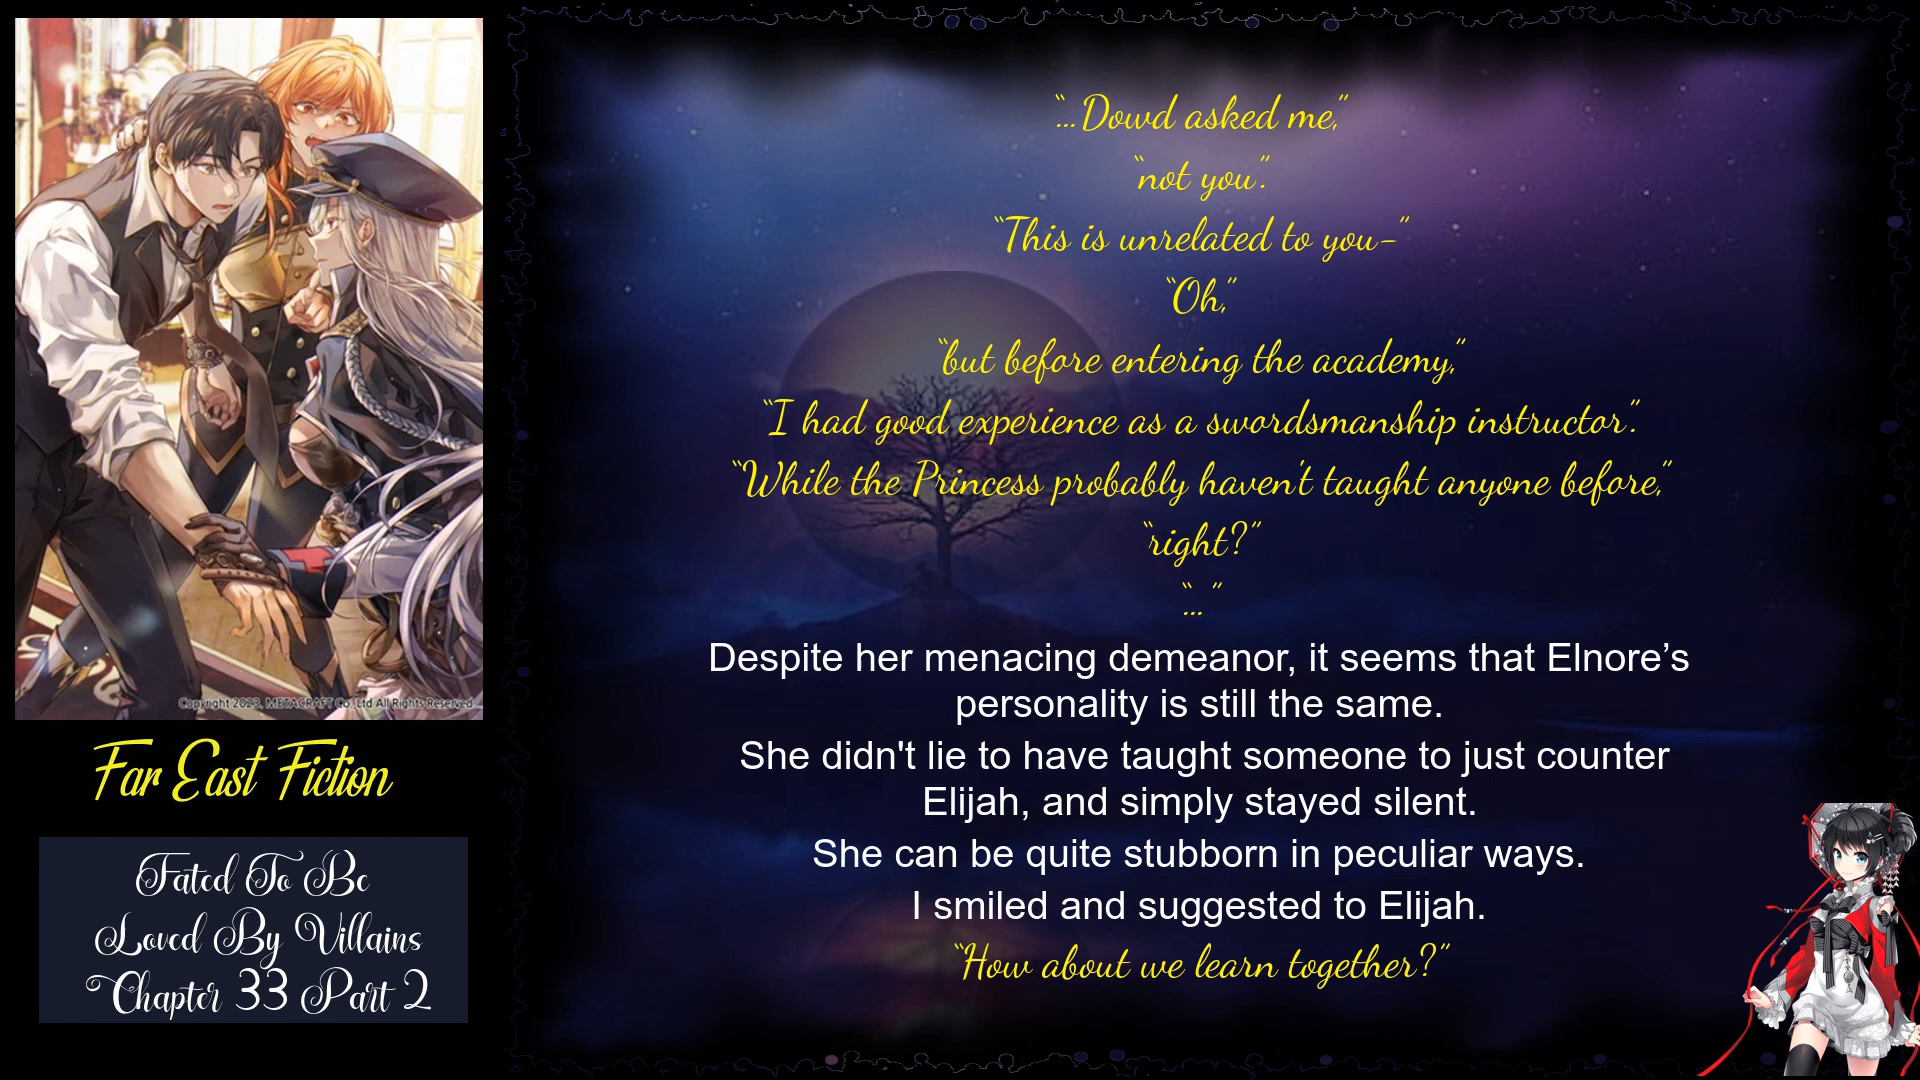 “...Dowd asked me,”
“not you”.
“This is unrelated to you-”
“Oh,”
“but before entering the academy,”
“I had good experience as a swordsmanship instructor”.
“While the Princess probably haven't taught anyone before,”
“right?”
“...”
Despite her menacing demeanor, it seems that Elnore’s
personality is still the same.
She didn't lie to have taught someone to just counter
Elijah, and simply stayed silent.
She can be quite stubborn in peculiar ways.
I smiled and suggested to Elijah.
“How about we learn together?”
Copyright 2023, METACRAFT Co,.Ltd All Rights Reserved
Far East Fiction
Fated To Be
Loved By Villains
Chapter 33 Part 2